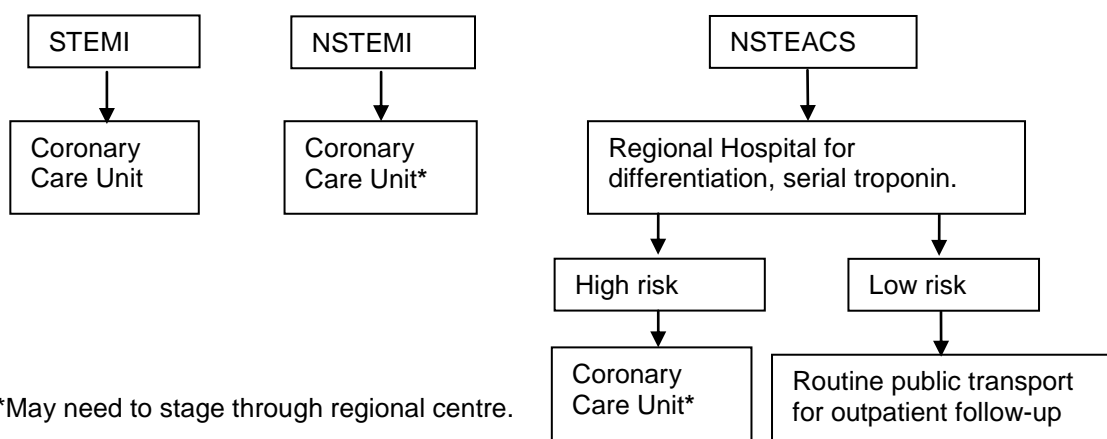 STEMI
NSTEMI
NSTEACS
Coronary
Care Unit
Coronary
Care Unit*
Regional Hospital for
differentiation, serial troponin.
High risk
Low risk
Coronary
Care Unit*
Routine public transport
for outpatient follow-up
*May need to stage through regional centre.